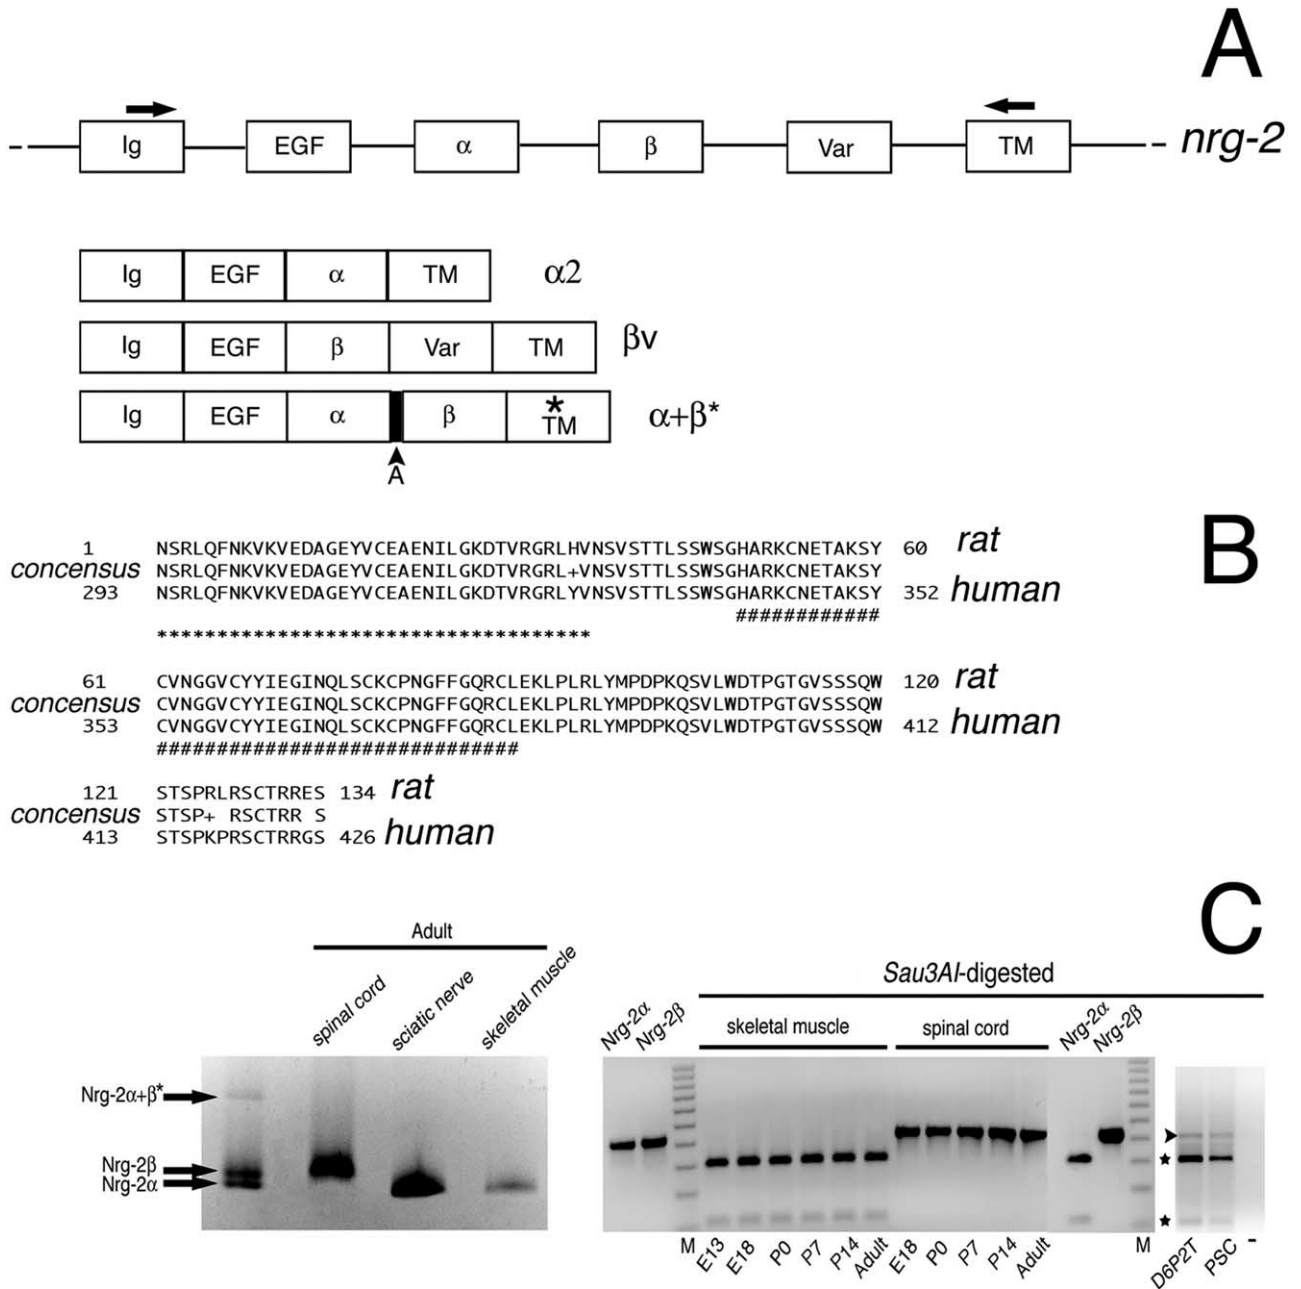 A
Ig EGF α β Var TM nrg-2
Ig EGF α TM α2
Ig EGF β Var TM βv
Ig EGF α β *TM α+β*
A
B
1 NSRLQFNKVKVEDAGEYVCEAENILGKDTVRGRLHVNSVSTTLSSWSGHARKCNETAKSY 60 rat
concensus NSRLQFNKVKVEDAGEYVCEAENILGKDTVRGRL+VNSVSTTLSSWSGHARKCNETAKSY
293 NSRLQFNKVKVEDAGEYVCEAENILGKDTVRGRLYVNSVSTTLSSWSGHARKCNETAKSY 352 human
############
************************************
61 CVNGGVCYYIEGINQLSCKCPNGFFGQRCLEKLPLRLYMPDPKQSVLWDTPGTGVSSSQW 120 rat
concensus CVNGGVCYYIEGINQLSCKCPNGFFGQRCLEKLPLRLYMPDPKQSVLWDTPGTGVSSSQW
353 CVNGGVCYYIEGINQLSCKCPNGFFGQRCLEKLPLRLYMPDPKQSVLWDTPGTGVSSSQW 412 human
##############################
121 STSPRLRSCTRRES 134 rat
concensus STSP+ RSCTRR S
413 STSPKPRSCTRRGS 426 human
C
Adult
spinal cord sciatic nerve skeletal muscle
Nrg-2α+β*
Nrg-2β
Nrg-2α
Sau3AI-digested
Nrg-2α Nrg-2β skeletal muscle spinal cord Nrg-2α Nrg-2β
M E13 E18 P0 P7 P14 Adult E18 P0 P7 P14 Adult M D6P2T PSC -